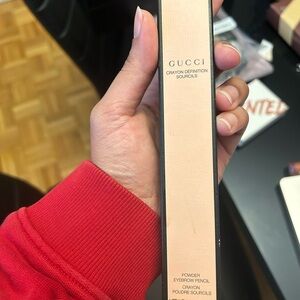 GUCCI
CRAYON DÉFINITION
SOURCILS
POWDER
EYEBROW PENCIL
CRAYON
POUDRE SOURCILS